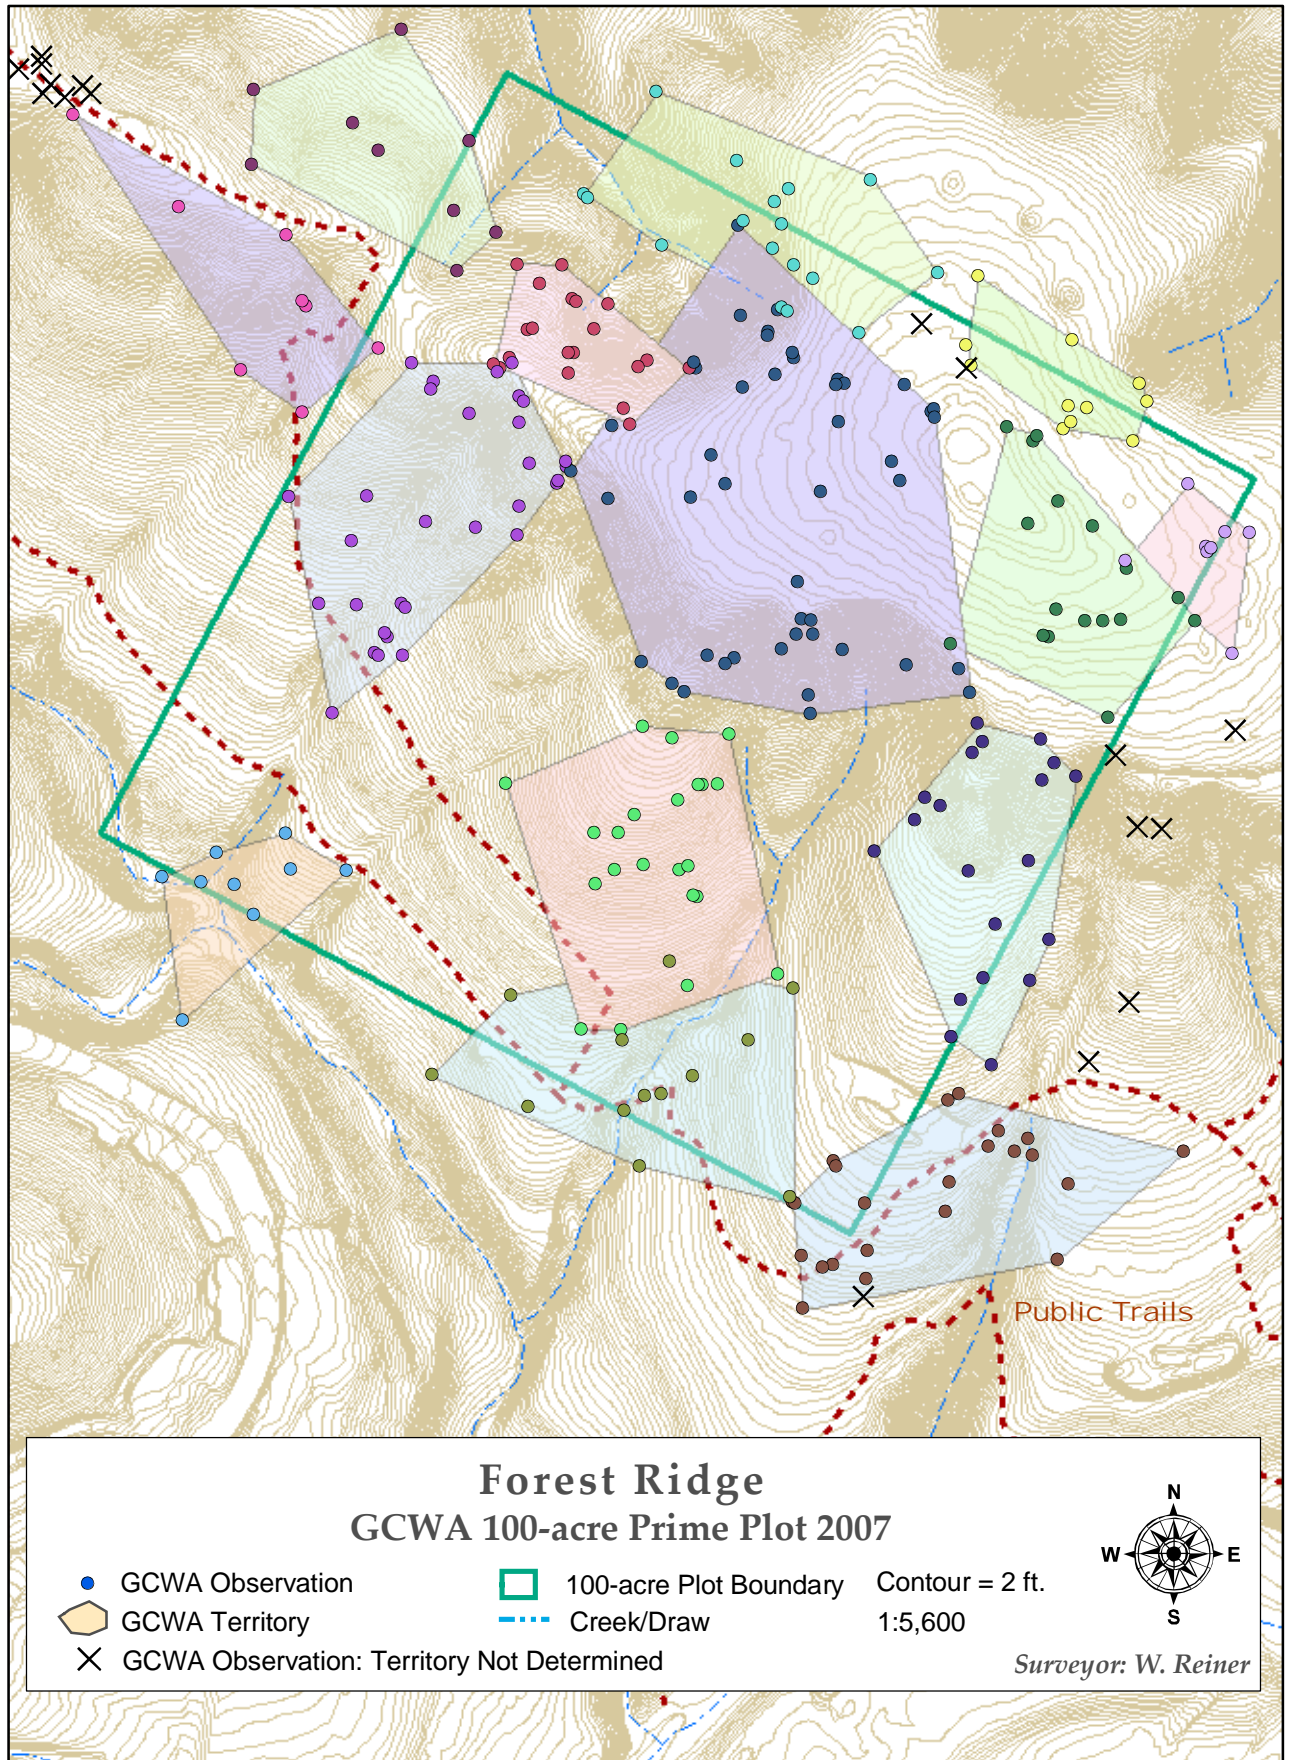 Public Trails
Forest Ridge
GCWA 100-acre Prime Plot 2007
N
W E
S
GCWA Observation
100-acre Plot Boundary
Contour = 2 ft.
GCWA Territory
Creek/Draw
1:5,600
GCWA Observation: Territory Not Determined
Surveyor: W. Reiner